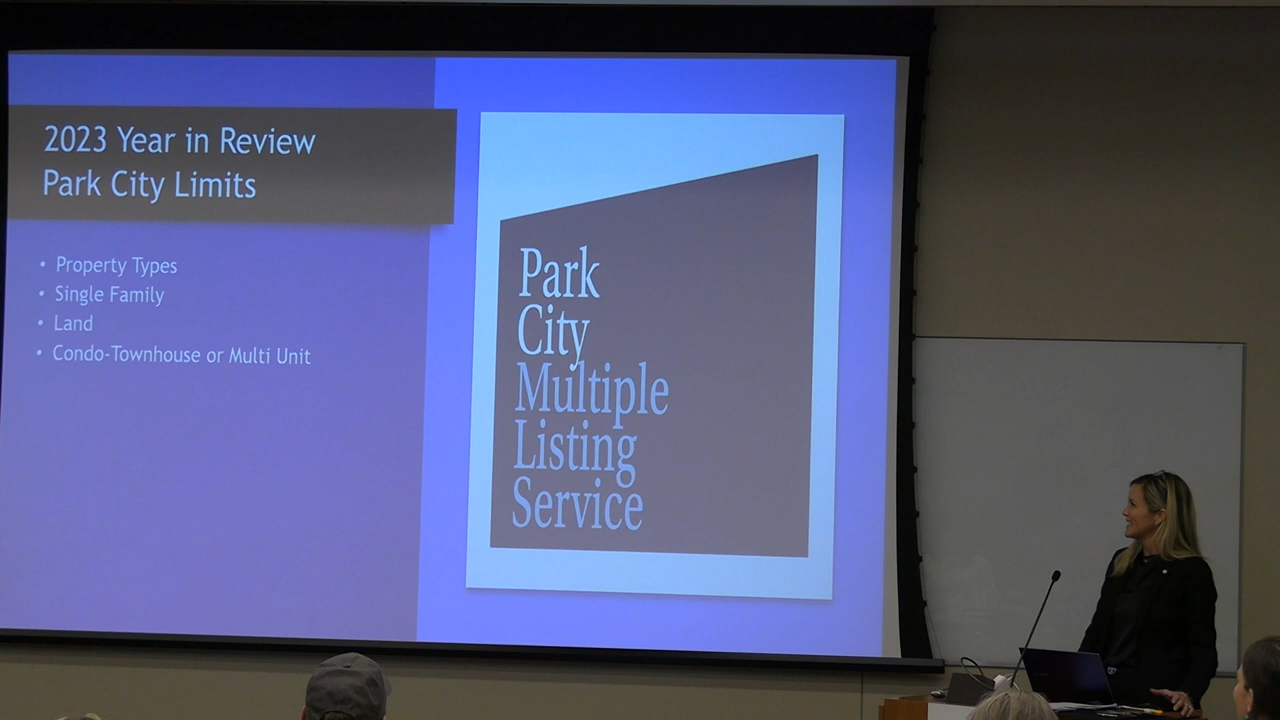 2023 Year in Review
Park City Limits
• Property Types
• Single Family
• Land
• Condo-Townhouse or Multi Unit
Park
City
Multiple
Listing
Service